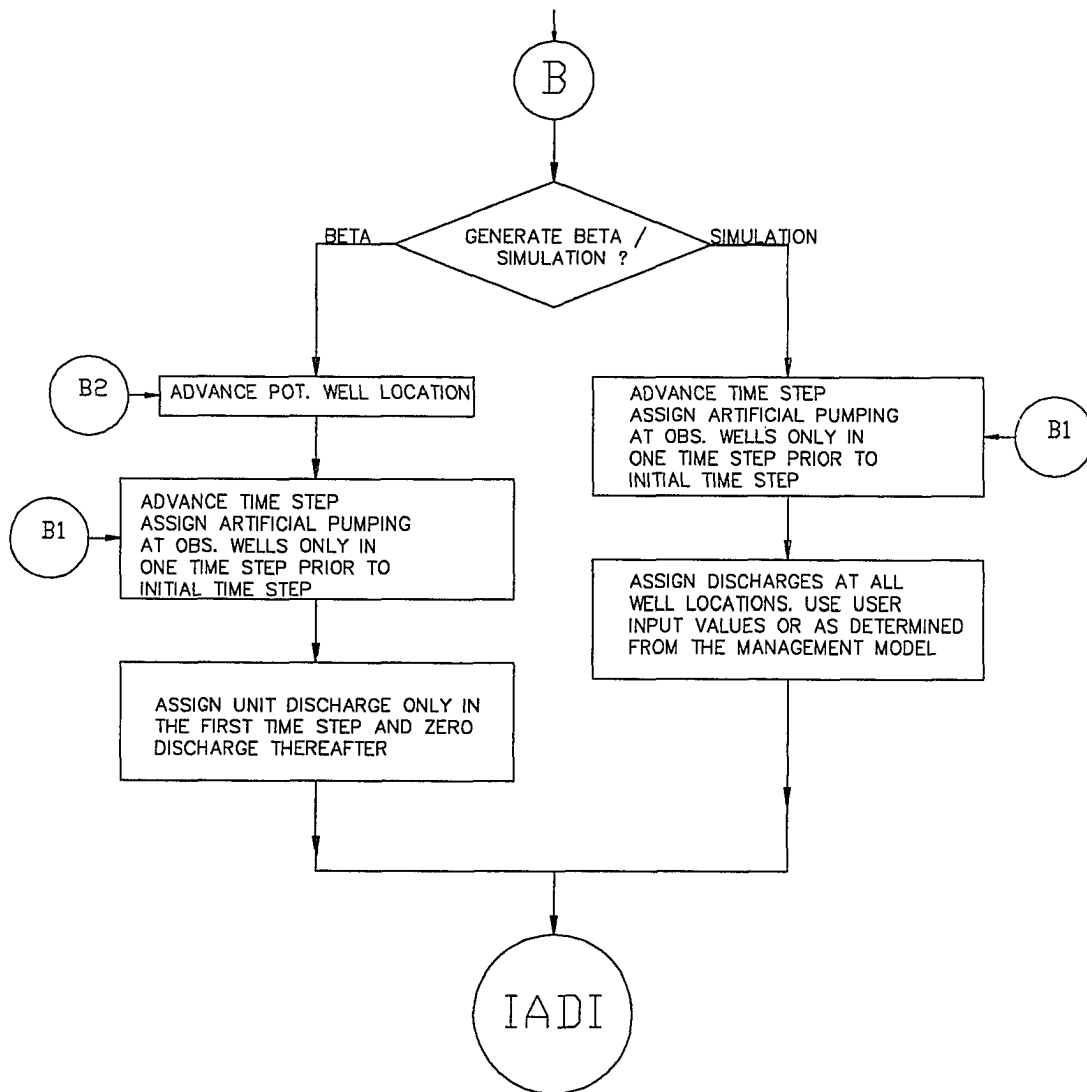 B
GENERATE BETA /
SIMULATION ?
BETA
SIMULATION
B2
ADVANCE POT. WELL LOCATION
B1
ADVANCE TIME STEP
ASSIGN ARTIFICIAL PUMPING
AT OBS. WELLS ONLY IN
ONE TIME STEP PRIOR TO
INITIAL TIME STEP
ASSIGN UNIT DISCHARGE ONLY IN
THE FIRST TIME STEP AND ZERO
DISCHARGE THEREAFTER
ADVANCE TIME STEP
ASSIGN ARTIFICIAL PUMPING
AT OBS. WELLS ONLY IN
ONE TIME STEP PRIOR TO
INITIAL TIME STEP
B1
ASSIGN DISCHARGES AT ALL
WELL LOCATIONS. USE USER
INPUT VALUES OR AS DETERMINED
FROM THE MANAGEMENT MODEL
IADI